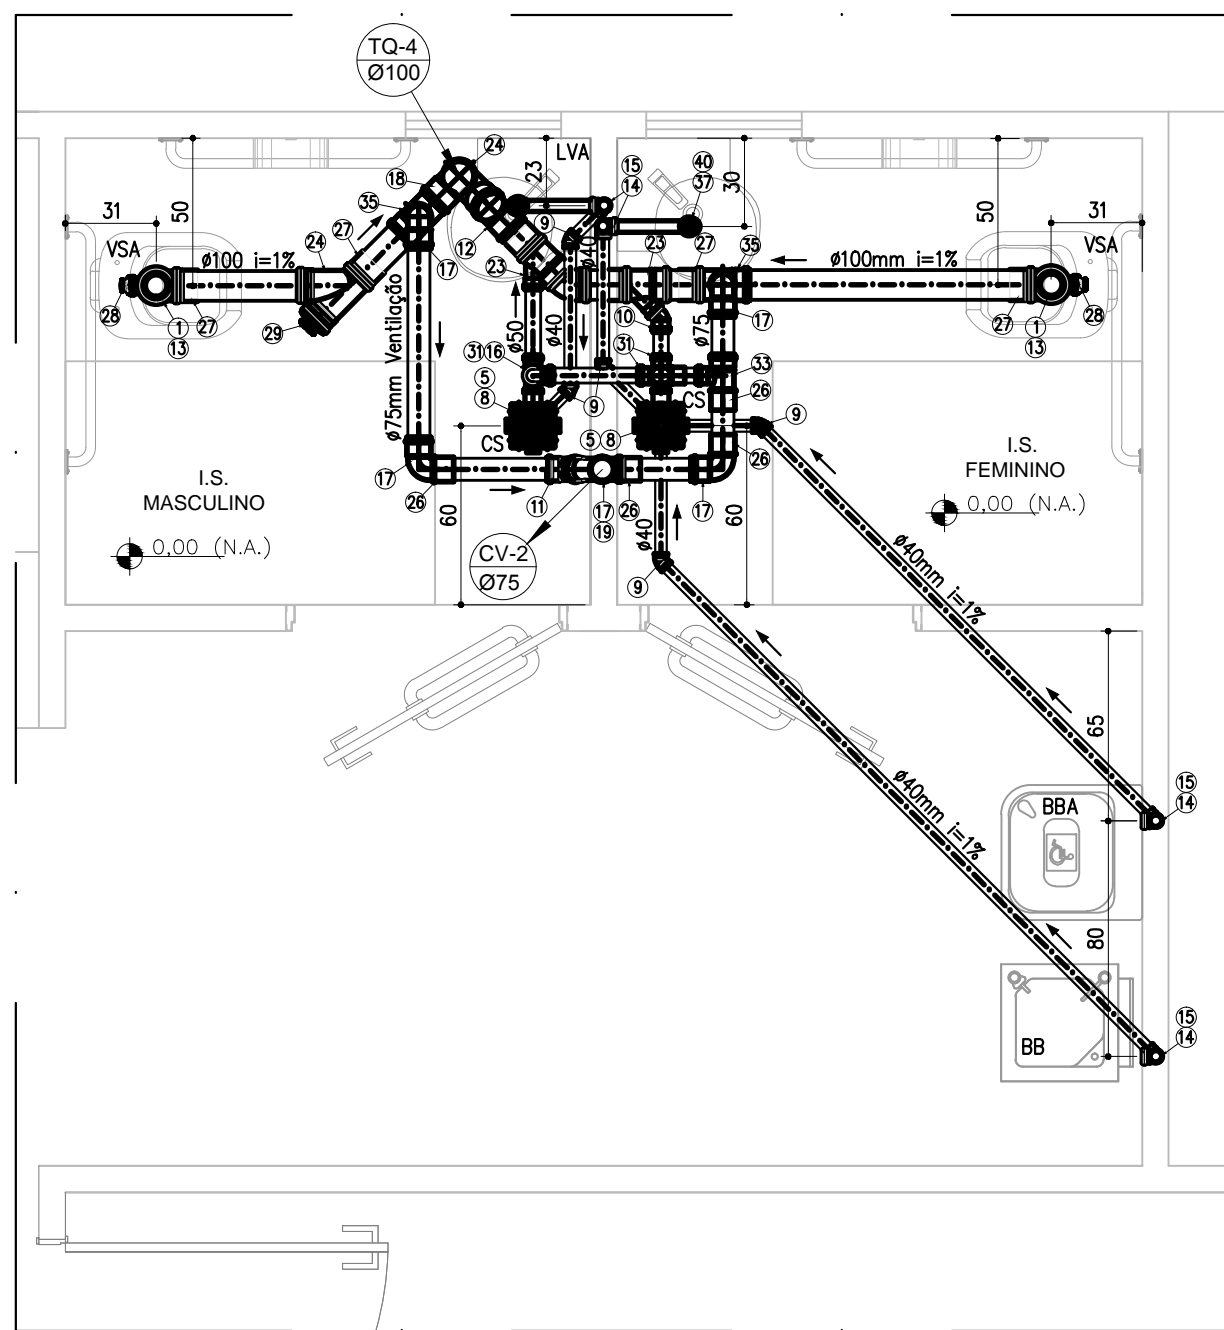 TQ-4
Ø100
24
LVA
23
15
14
40
37
30
18
35
12
9
31
50
VSA
ø100 i=1%
24
27
17
23
ø40
23
27
35
ø100mm i=1%
50
31
VSA
28
1
13
27
29
ø75mm Ventilação
ø50
ø40
10
ø75
17
27
1
13
28
31
16
5
8
CS
9
31
5
8
CS
33
26
9
26
17
26
60
11
17
19
26
17
60
ø40
9
I.S.
MASCULINO
0,00 (N.A.)
I.S.
FEMININO
0,00 (N.A.)
CV-2
Ø75
ø40mm i=1%
65
ø40mm i=1%
BBA
15
14
80
BB
15
14